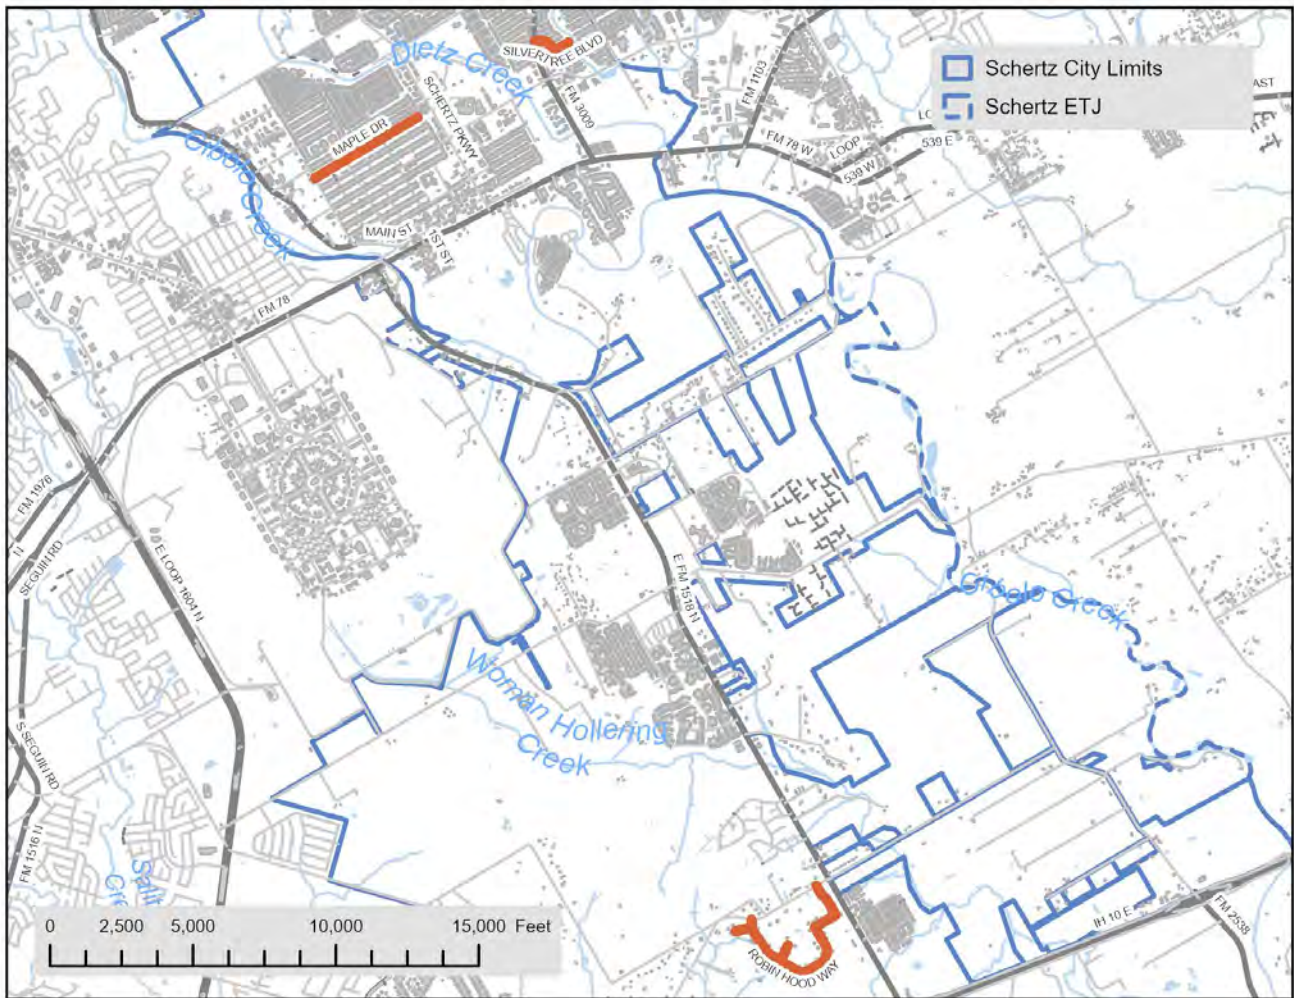 SILVERTREE BLVD
Dietz Creek
FM 3009
FM 1103
SCHERTZ PKWY
MAPLE DR
FM 78 W
LOOP
539 W
539 E
Schertz City Limits
Schertz ETJ
Cibolo Creek
MAIN ST
1ST ST
FM 78
FM 1976
N
SEGUIN RD
E LOOP 1604 N
E FM 1518 N
Cibolo Creek
Woman Hollering
Creek
S SEGUIN RD
FM 1516 N
0 2,500 5,000 10,000 15,000 Feet
ROBIN HOOD WAY
IH 10 E
FM 2538